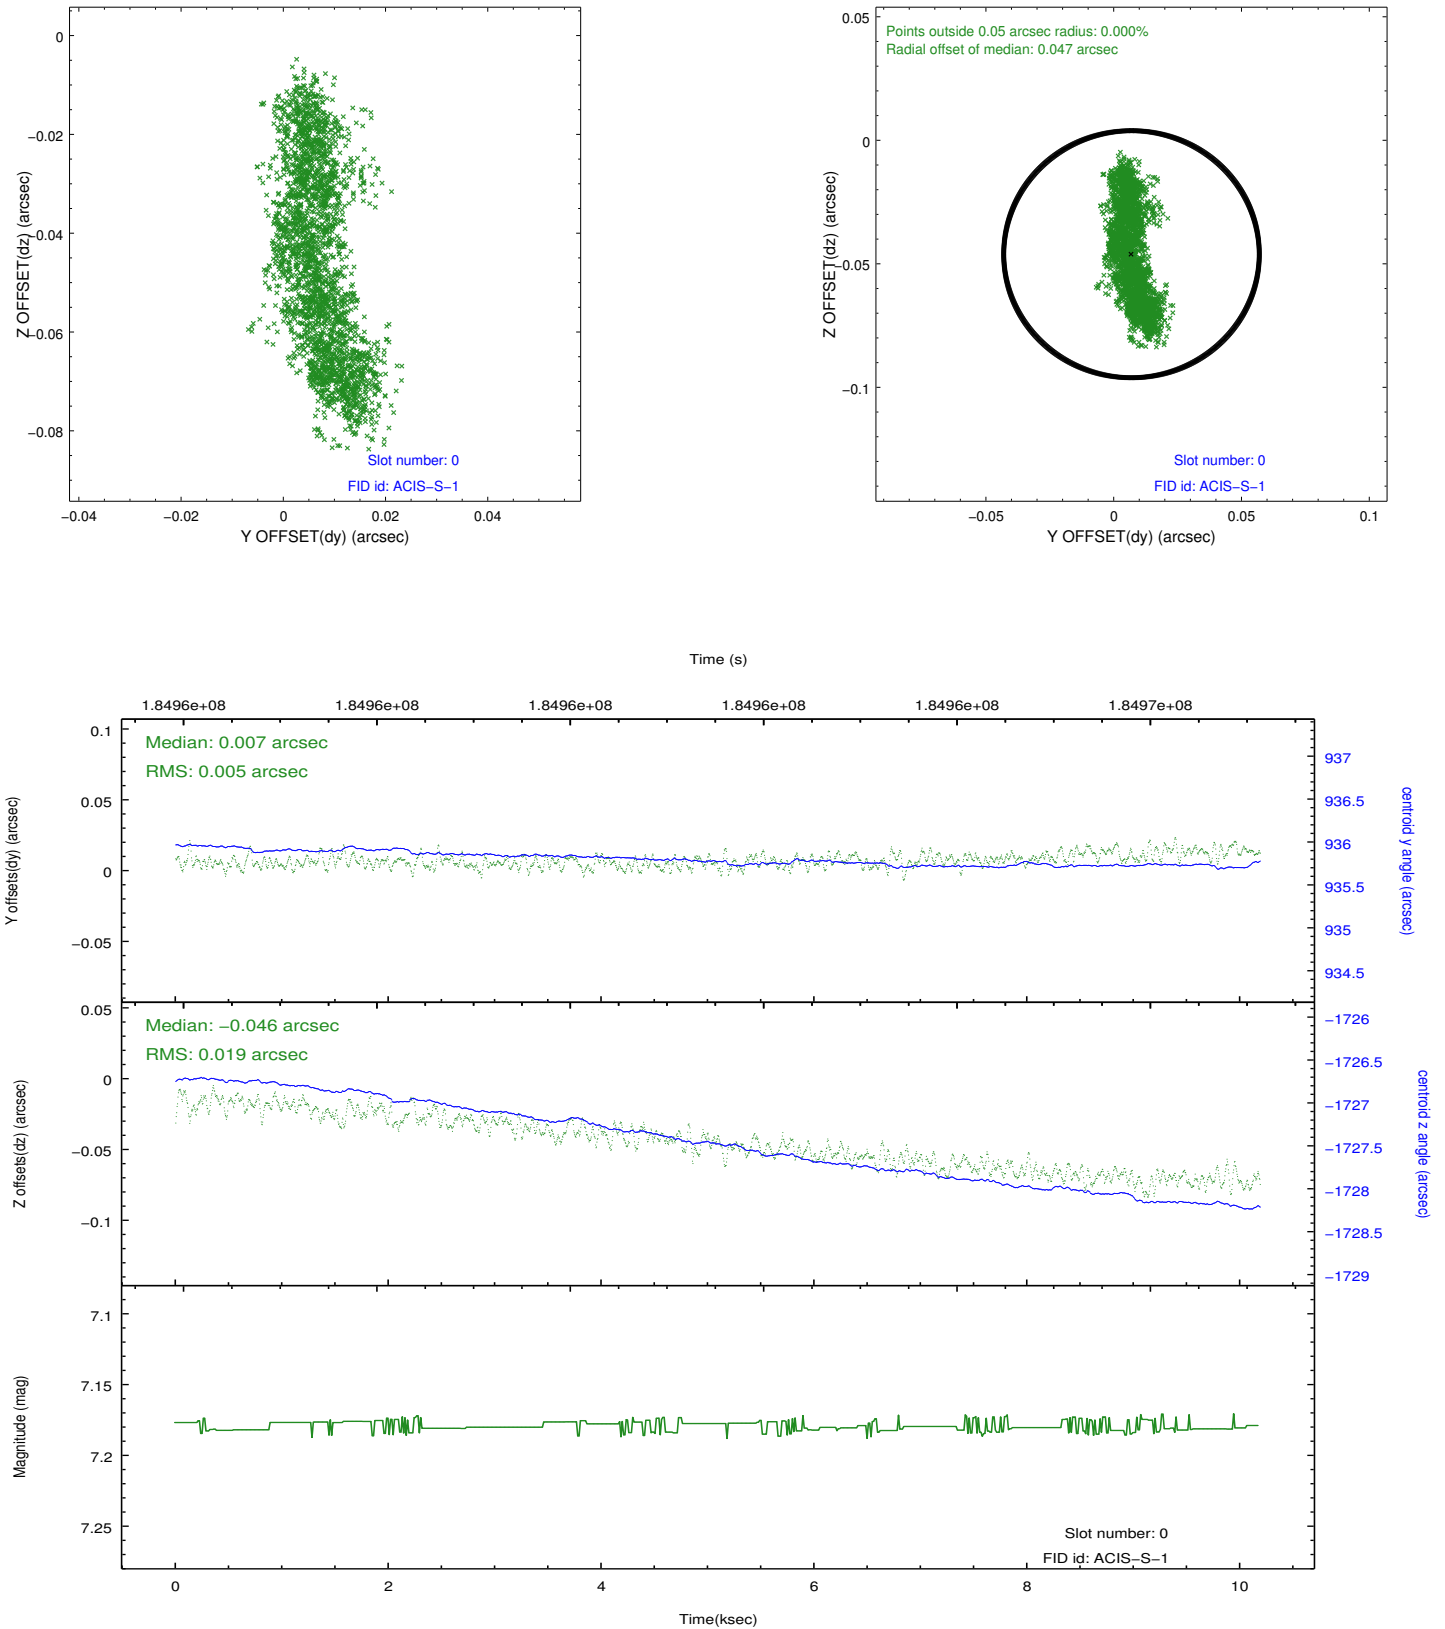 0
−0.02
−0.04
−0.06
−0.08
Z OFFSET(dz) (arcsec)
Slot number: 0
FID id: ACIS−S−1
−0.04
−0.02
0
0.02
0.04
Y OFFSET(dy) (arcsec)
0.05
0
−0.05
−0.1
Z OFFSET(dz) (arcsec)
Points outside 0.05 arcsec radius: 0.000%
Radial offset of median: 0.047 arcsec
Slot number: 0
FID id: ACIS−S−1
−0.05
0
0.05
0.1
Y OFFSET(dy) (arcsec)
Time (s)
1.8496e+08
1.8496e+08
1.8496e+08
1.8496e+08
1.8496e+08
1.8497e+08
0.1
0.05
0
−0.05
Y offsets(dy) (arcsec)
Median: 0.007 arcsec
RMS: 0.005 arcsec
937
936.5
936
935.5
935
934.5
centroid y angle (arcsec)
0.05
0
−0.05
−0.1
Z offsets(dz) (arcsec)
Median: −0.046 arcsec
RMS: 0.019 arcsec
−1726
−1726.5
−1727
−1727.5
−1728
−1728.5
−1729
centroid z angle (arcsec)
7.1
7.15
7.2
7.25
Magnitude (mag)
Slot number: 0
FID id: ACIS−S−1
0
2
4
6
8
10
Time(ksec)